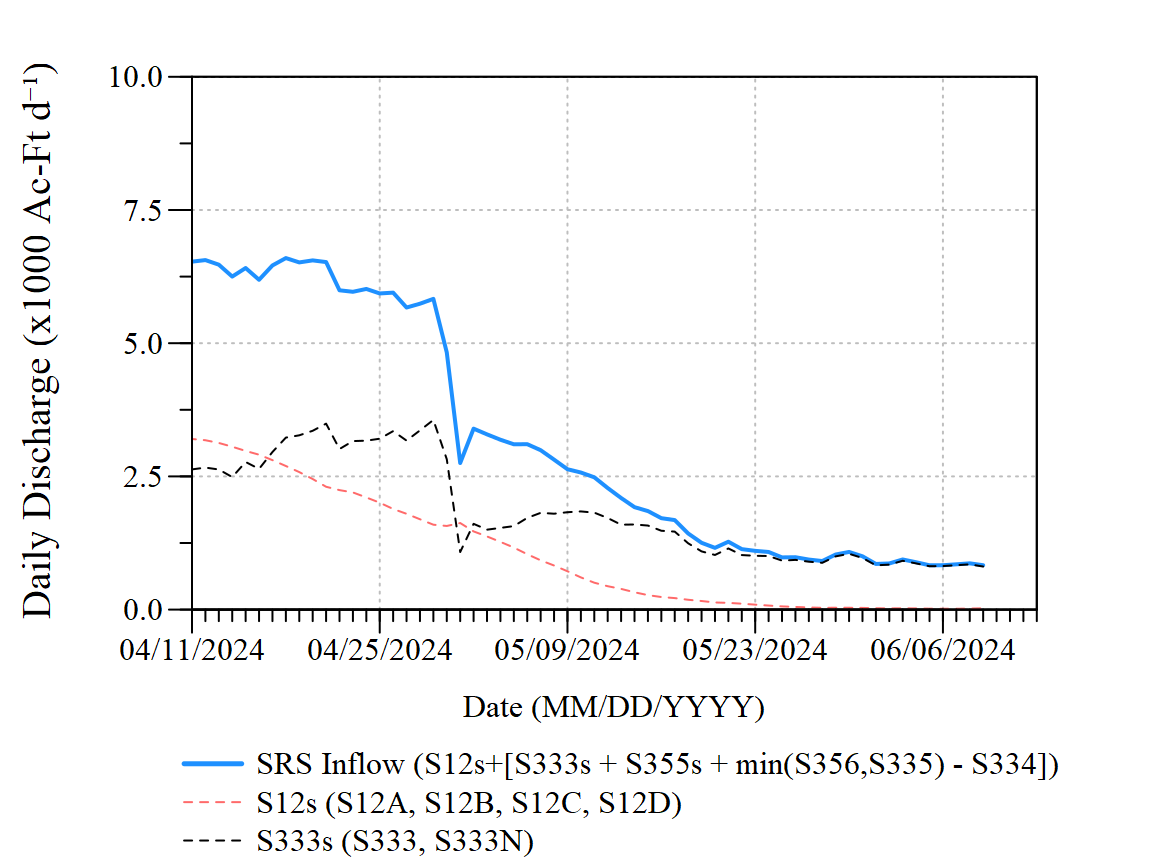 Daily Discharge (x1000 Ac-Ft d⁻¹)
10.0
7.5
5.0
2.5
0.0
04/11/2024 04/25/2024 05/09/2024 05/23/2024 06/06/2024
Date (MM/DD/YYYY)
SRS Inflow (S12s+[S333s + S355s + min(S356,S335) - S334])
S12s (S12A, S12B, S12C, S12D)
S333s (S333, S333N)